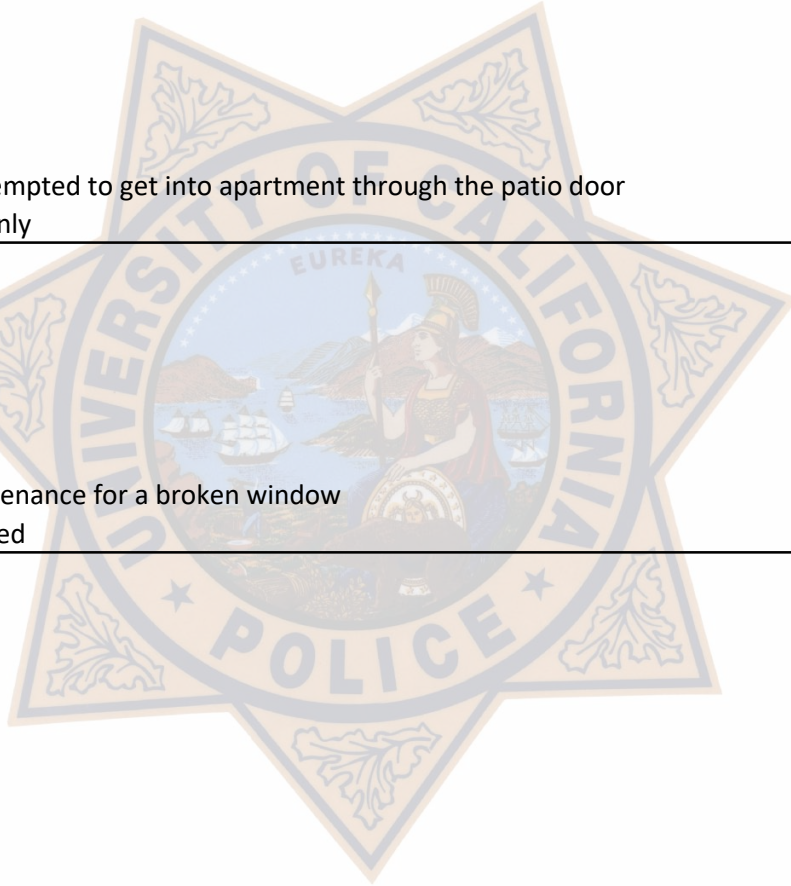 empted to get into apartment through the patio door
nly
EUREKA
UNIVERSITY OF CALIFORNIA
enance for a broken window
ed
POLICE